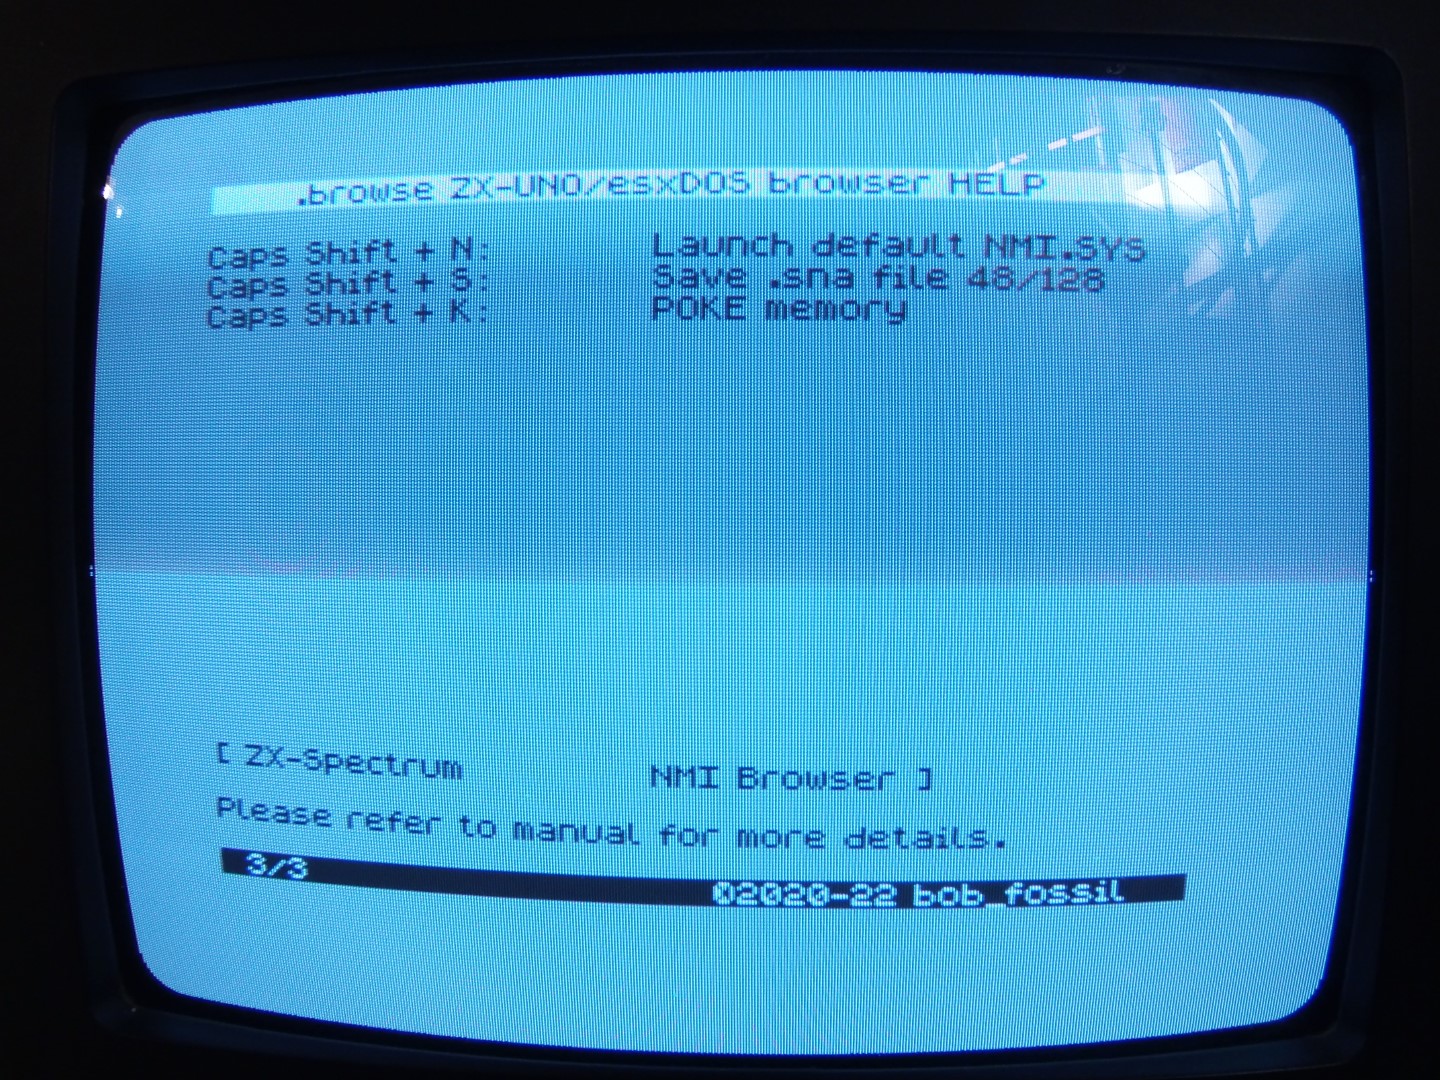 .browse ZX-UNO/esxDOS browser HELP
Caps Shift + N: Launch default NMI.SYS
Caps Shift + S: Save .sna file 48/128
Caps Shift + K: POKE memory
[ ZX-Spectrum NMI Browser ]
Please refer to manual for more details.
3/3 ©2020-22 bob_fossil